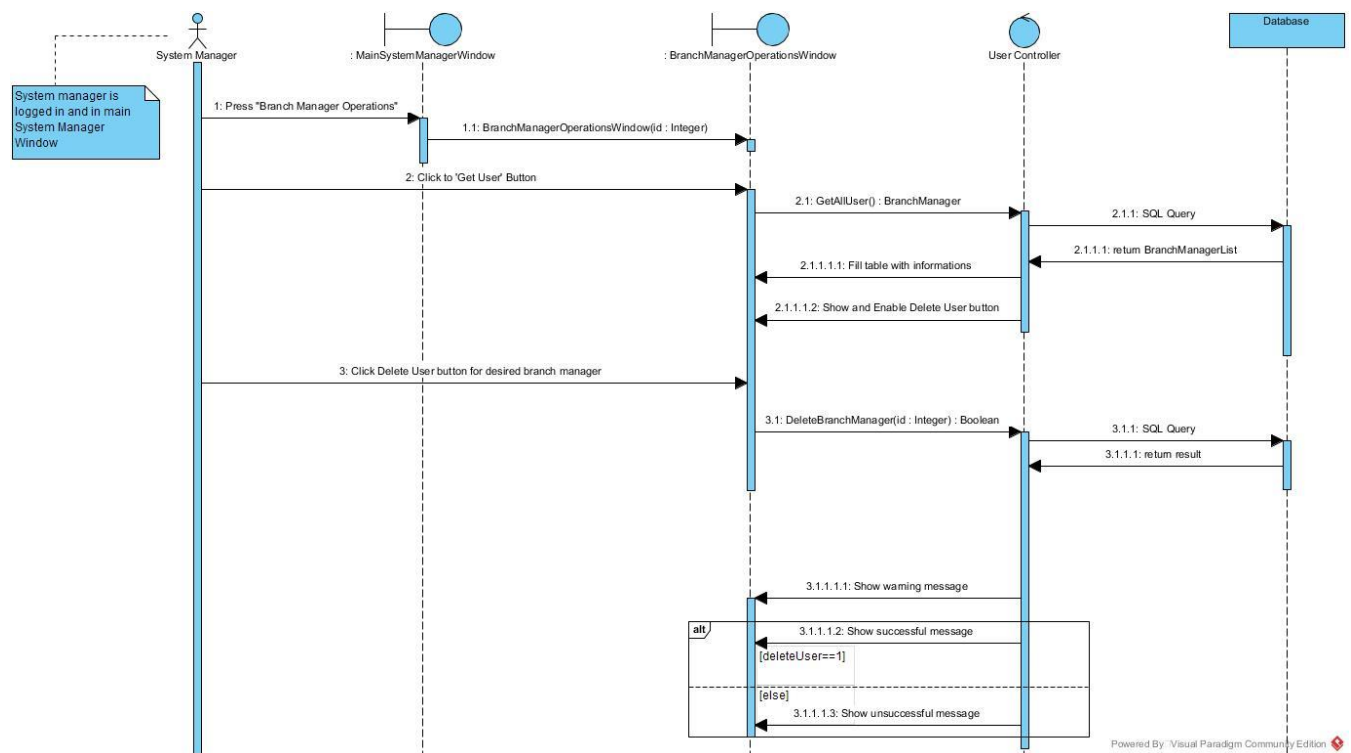 Database
System Manager
: MainSystemManagerWindow
: BranchManagerOperationsWindow
User Controller
System manager is
logged in and in main
System Manager
Window
1: Press "Branch Manager Operations"
1.1: BranchManagerOperationsWindow(id : Integer)
2: Click to 'Get User' Button
2.1: GetAllUser() : BranchManager
2.1.1: SQL Query
2.1.1.1: return BranchManagerList
2.1.1.1.1: Fill table with informations
2.1.1.1.2: Show and Enable Delete User button
3: Click Delete User button for desired branch manager
3.1: DeleteBranchManager(id : Integer) : Boolean
3.1.1: SQL Query
3.1.1.1: return result
3.1.1.1.1: Show warning message
alt
3.1.1.1.2: Show successful message
[deleteUser==1]
[else]
3.1.1.1.3: Show unsuccessful message
Powered By Visual Paradigm Community Edition